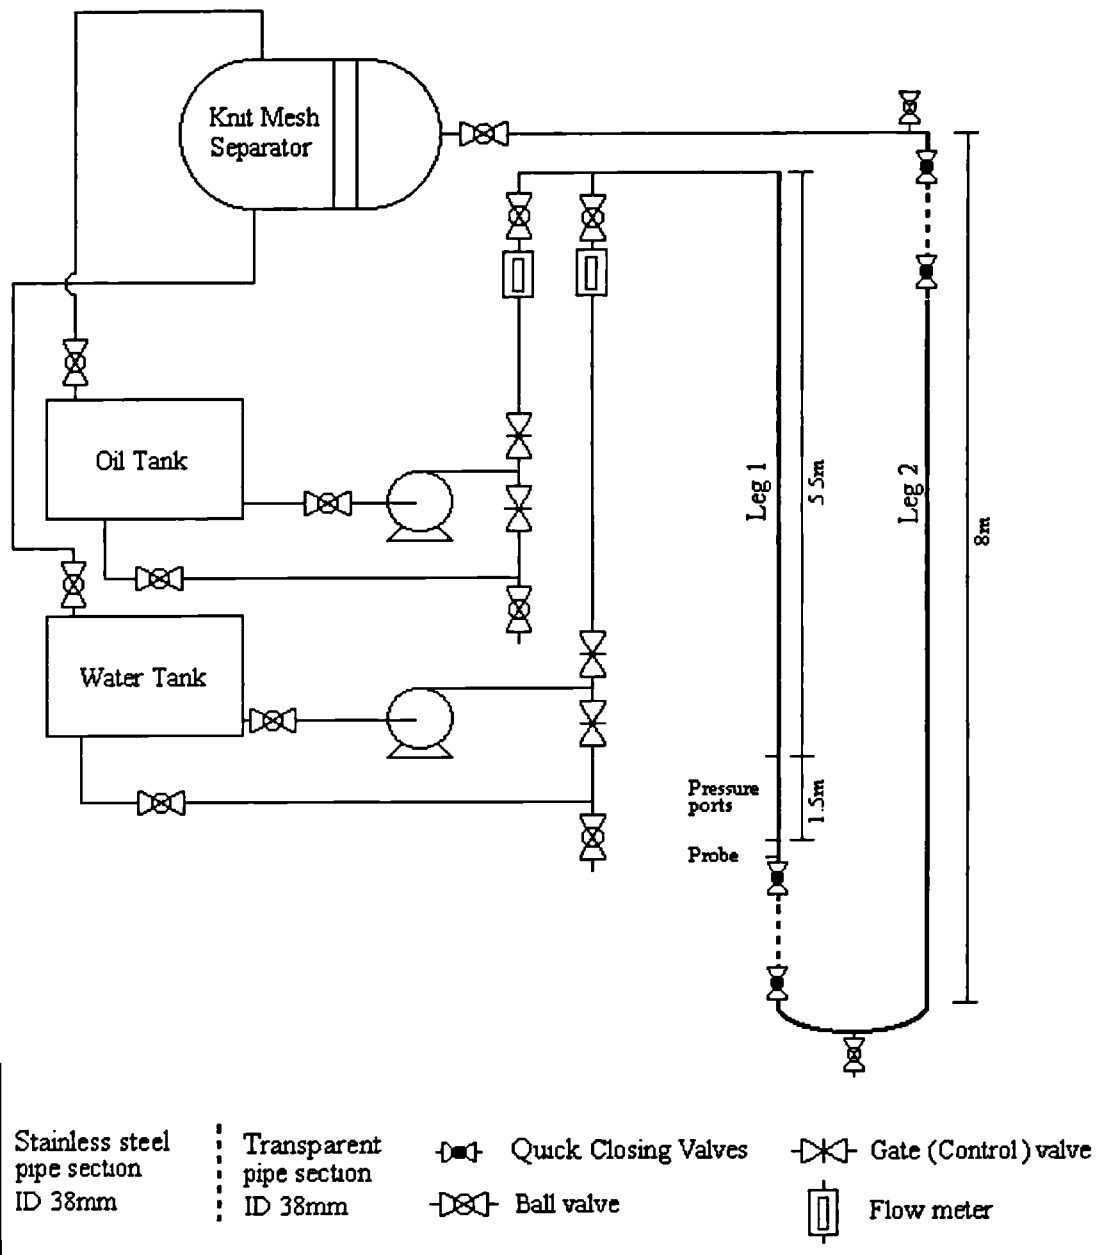 Knit Mesh
Separator
Oil Tank
Water Tank
Leg 1
5 5m
Leg 2
8m
Pressure
ports
1.5m
Probe
Stainless steel
pipe section
ID 38mm
Transparent
pipe section
ID 38mm
Quick Closing Valves
Ball valve
Gate (Control) valve
Flow meter